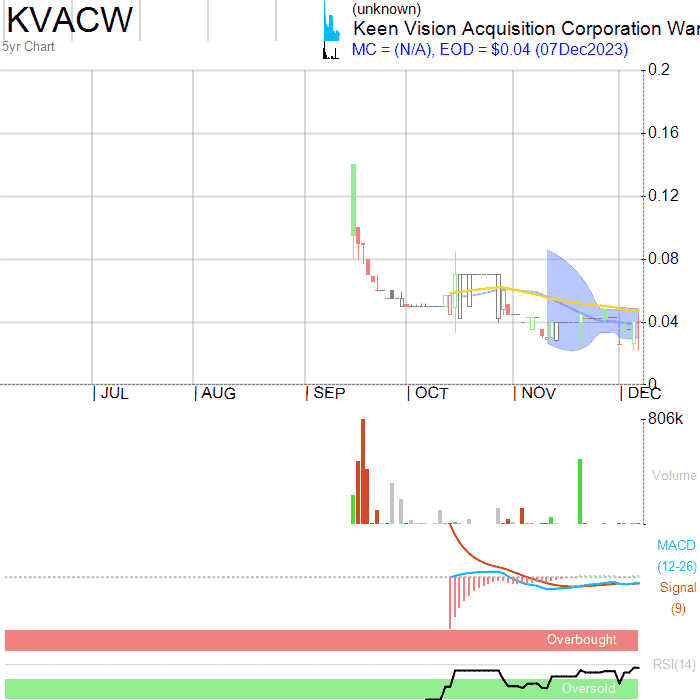 KVACW
(unknown)
Keen Vision Acquisition Corporation War
5yr Chart
MC = (N/A), EOD = $0.04 (07Dec2023)
0.2
0.16
0.12
0.08
0.04
0
JUL AUG SEP OCT NOV DEC
806k
Volume
MACD
(12-26)
Signal
(9)
Overbought
RSI(14)
Oversold